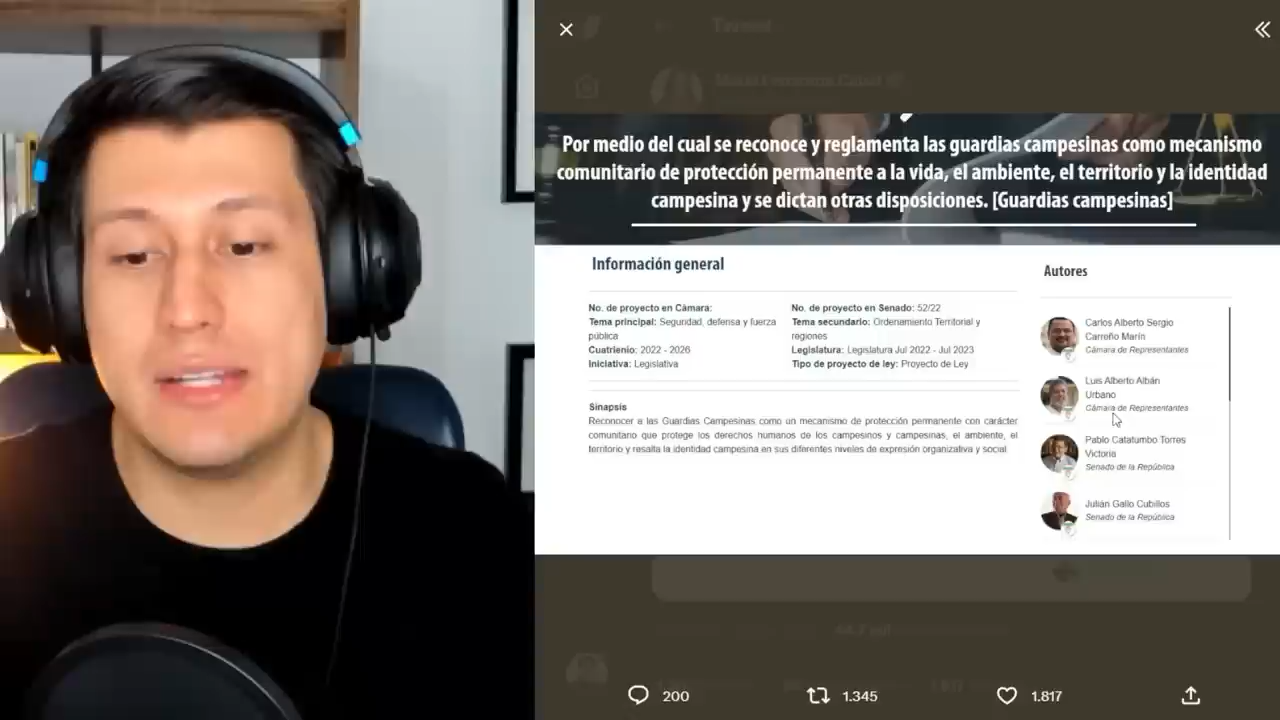 Tweet
Por medio del cual se reconoce y reglamenta las guardias campesinas como mecanismo
comunitario de protección permanente a la vida, el ambiente, el territorio y la identidad
campesina y se dictan otras disposiciones. [Guardias campesinas]
Información general
No. de proyecto en Cámara:
Tema principal: Seguridad, defensa y fuerza
pública
Cuatrienio: 2022 - 2026
Iniciativa: Legislativa
No. de proyecto en Senado: 52/22
Tema secundario: Ordenamiento Territorial y
regiones
Legislatura: Legislatura Jul 2022 - Jul 2023
Tipo de proyecto de ley: Proyecto de Ley
Sinapsis
Reconocer a las Guardias Campesinas como un mecanismo de protección permanente con carácter
comunitario que protege los derechos humanos de los campesinos y campesinas, el ambiente, el
territorio y resalta la identidad campesina en sus diferentes niveles de expresión organizativa y social.
Autores
Carlos Alberto Sergio
Carreño Marín
Cámara de Representantes
Luis Alberto Albán
Urbano
Cámara de Representantes
Pablo Catatumbo Torres
Victoria
Senado de la República
Julián Gallo Cubillos
Senado de la República
200
1.345
1.817